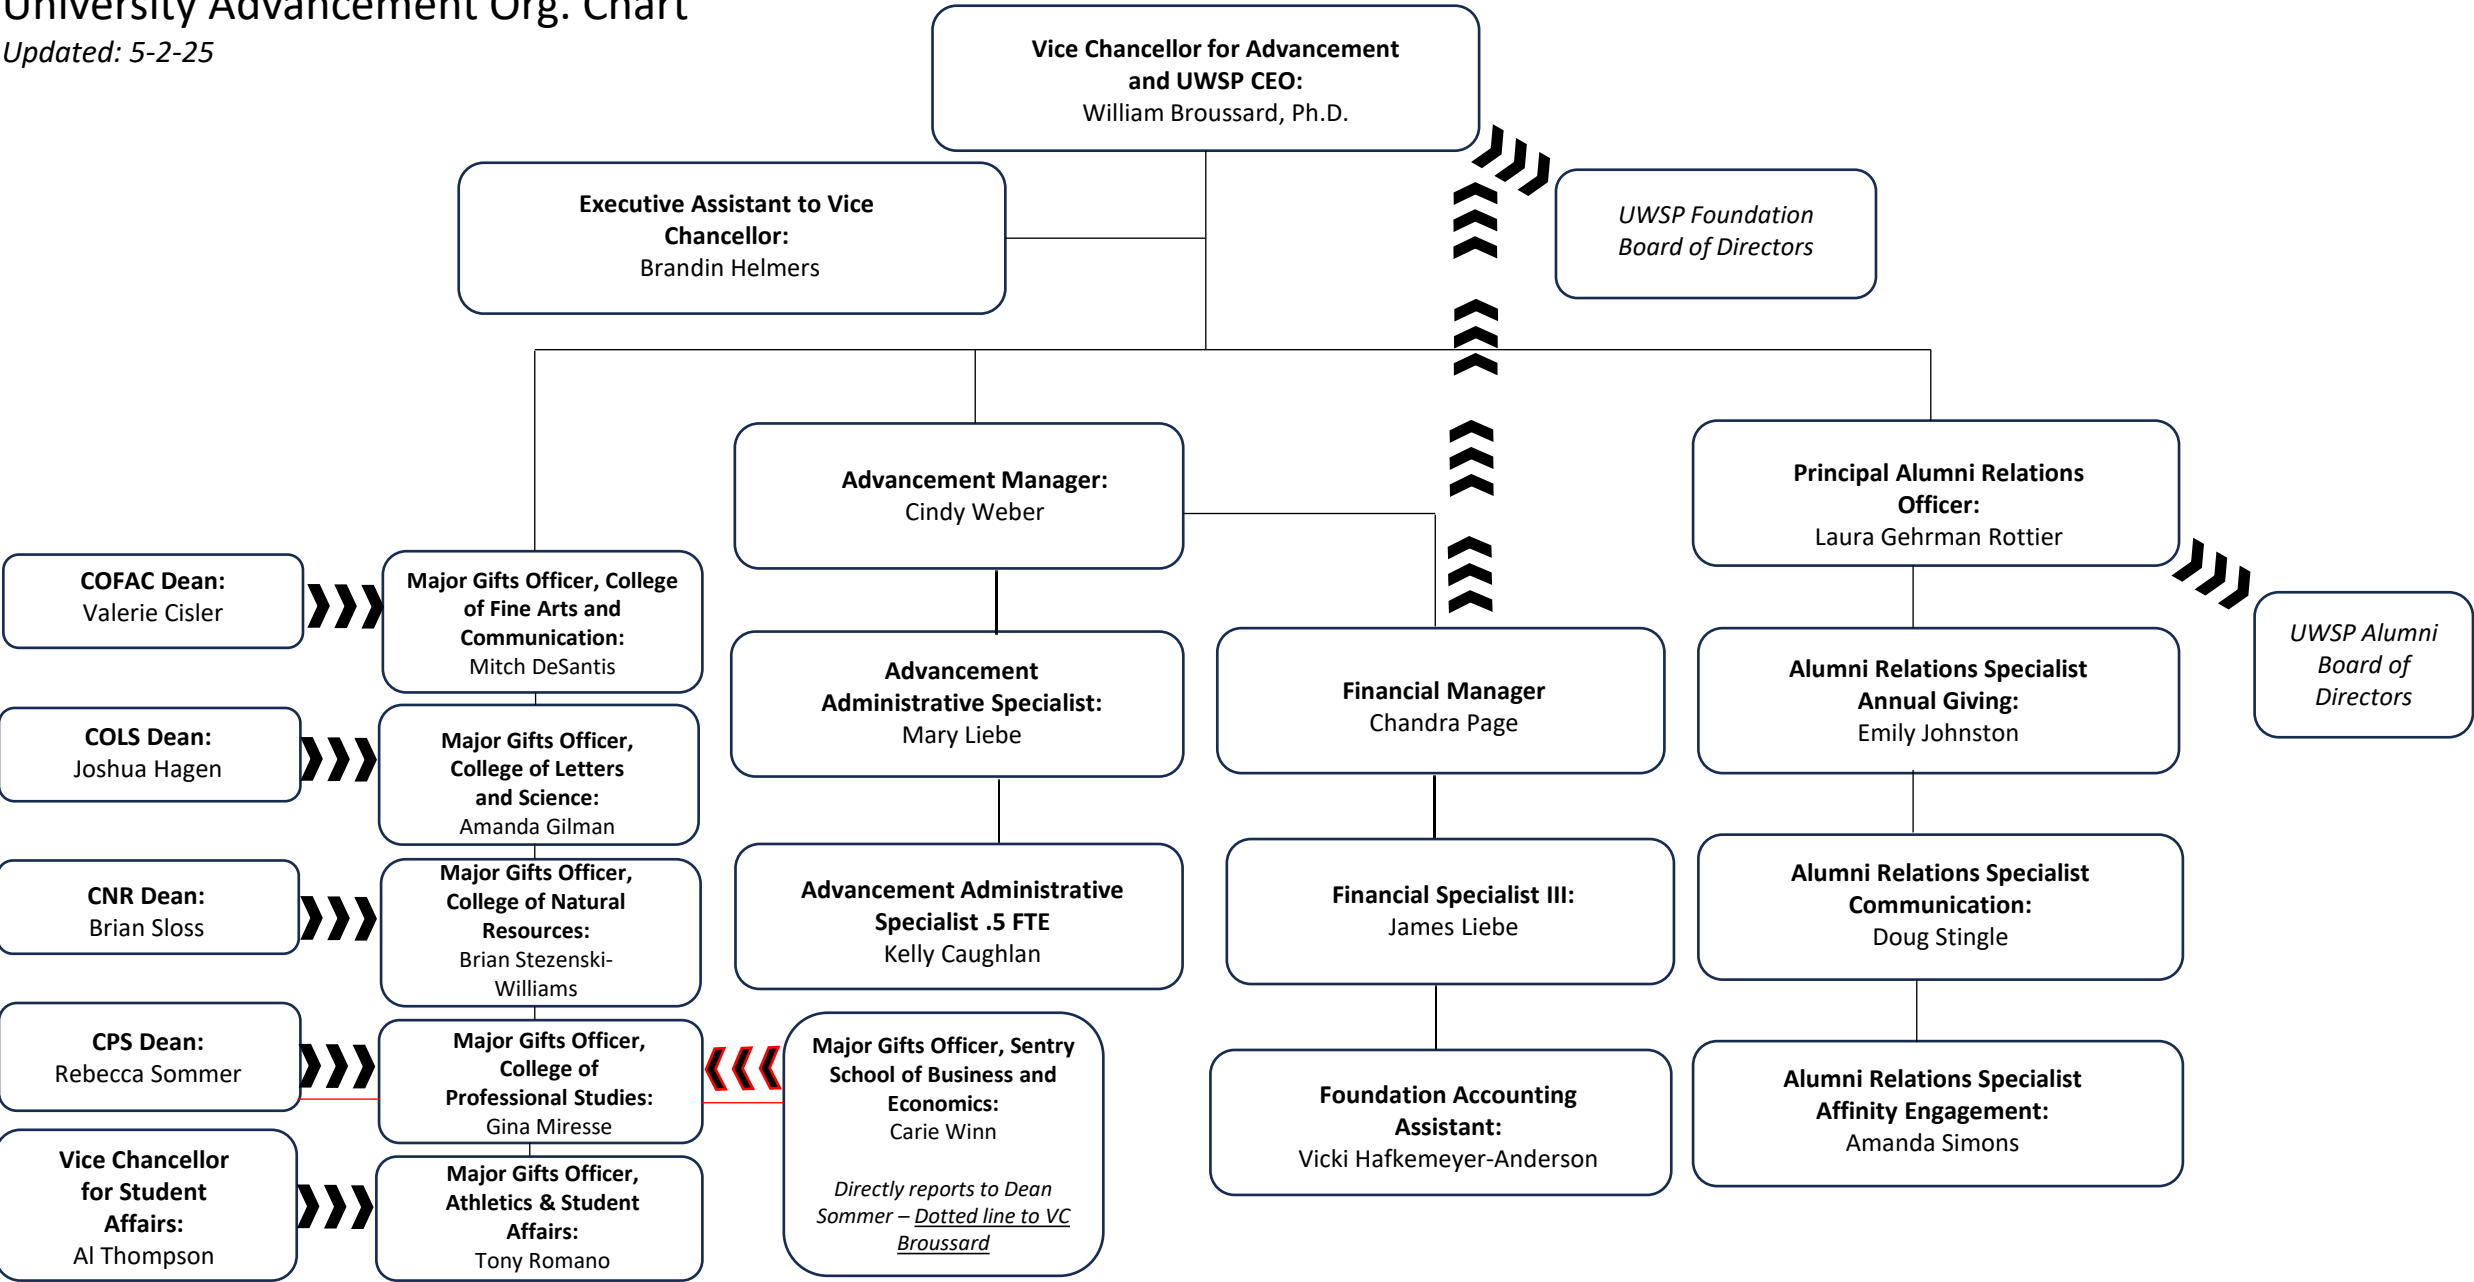 University Advancement Org. Chart
Updated: 5-2-25
Vice Chancellor for Advancement
and UWSP CEO:
William Broussard, Ph.D.
Executive Assistant to Vice
Chancellor:
Brandin Helmers
UWSP Foundation
Board of Directors
Advancement Manager:
Cindy Weber
Principal Alumni Relations
Officer:
Laura Gehrman Rottier
UWSP Alumni
Board of
Directors
COFAC Dean:
Valerie Cisler
Major Gifts Officer, College
of Fine Arts and
Communication:
Mitch DeSantis
Advancement
Administrative Specialist:
Mary Liebe
Financial Manager
Chandra Page
Alumni Relations Specialist
Annual Giving:
Emily Johnston
COLS Dean:
Joshua Hagen
Major Gifts Officer,
College of Letters
and Science:
Amanda Gilman
CNR Dean:
Brian Sloss
Major Gifts Officer,
College of Natural
Resources:
Brian Stezenski-
Williams
Advancement Administrative
Specialist .5 FTE
Kelly Caughlan
Financial Specialist III:
James Liebe
Alumni Relations Specialist
Communication:
Doug Stingle
CPS Dean:
Rebecca Sommer
Major Gifts Officer,
College of
Professional Studies:
Gina Miresse
Major Gifts Officer, Sentry
School of Business and
Economics:
Carie Winn
Directly reports to Dean
Sommer – Dotted line to VC
Broussard
Foundation Accounting
Assistant:
Vicki Hafkemeyer-Anderson
Alumni Relations Specialist
Affinity Engagement:
Amanda Simons
Vice Chancellor
for Student
Affairs:
Al Thompson
Major Gifts Officer,
Athletics & Student
Affairs:
Tony Romano